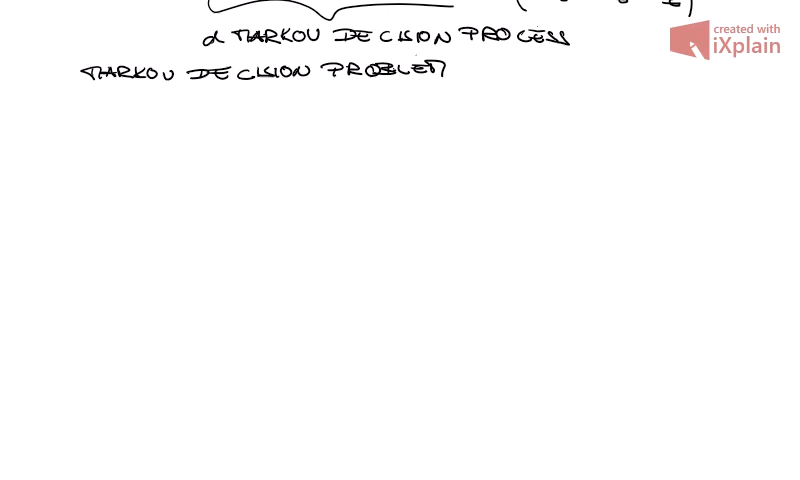 a MARKOV DECISION PROCESS
MARKOV DECISION PROBLEM
created with
iXplain